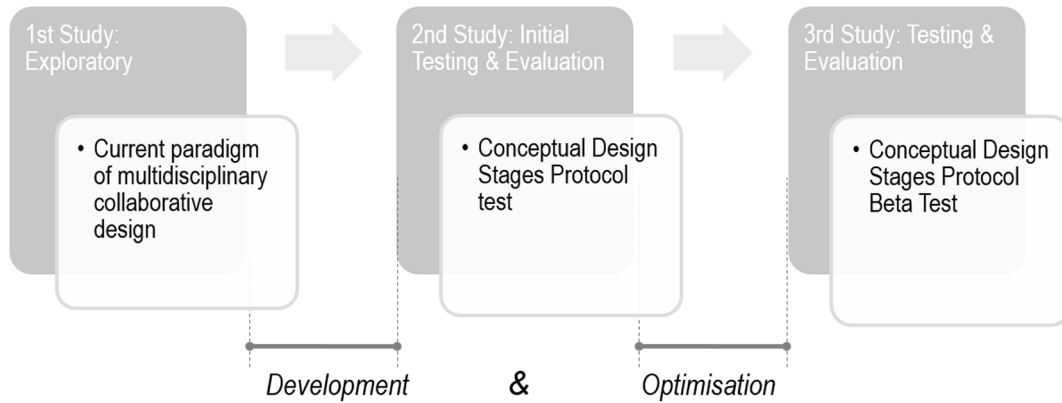 1st Study:
Exploratory
• Current paradigm
of multidisciplinary
collaborative
design
2nd Study: Initial
Testing & Evaluation
• Conceptual Design
Stages Protocol
test
3rd Study: Testing &
Evaluation
• Conceptual Design
Stages Protocol
Beta Test
Development & Optimisation